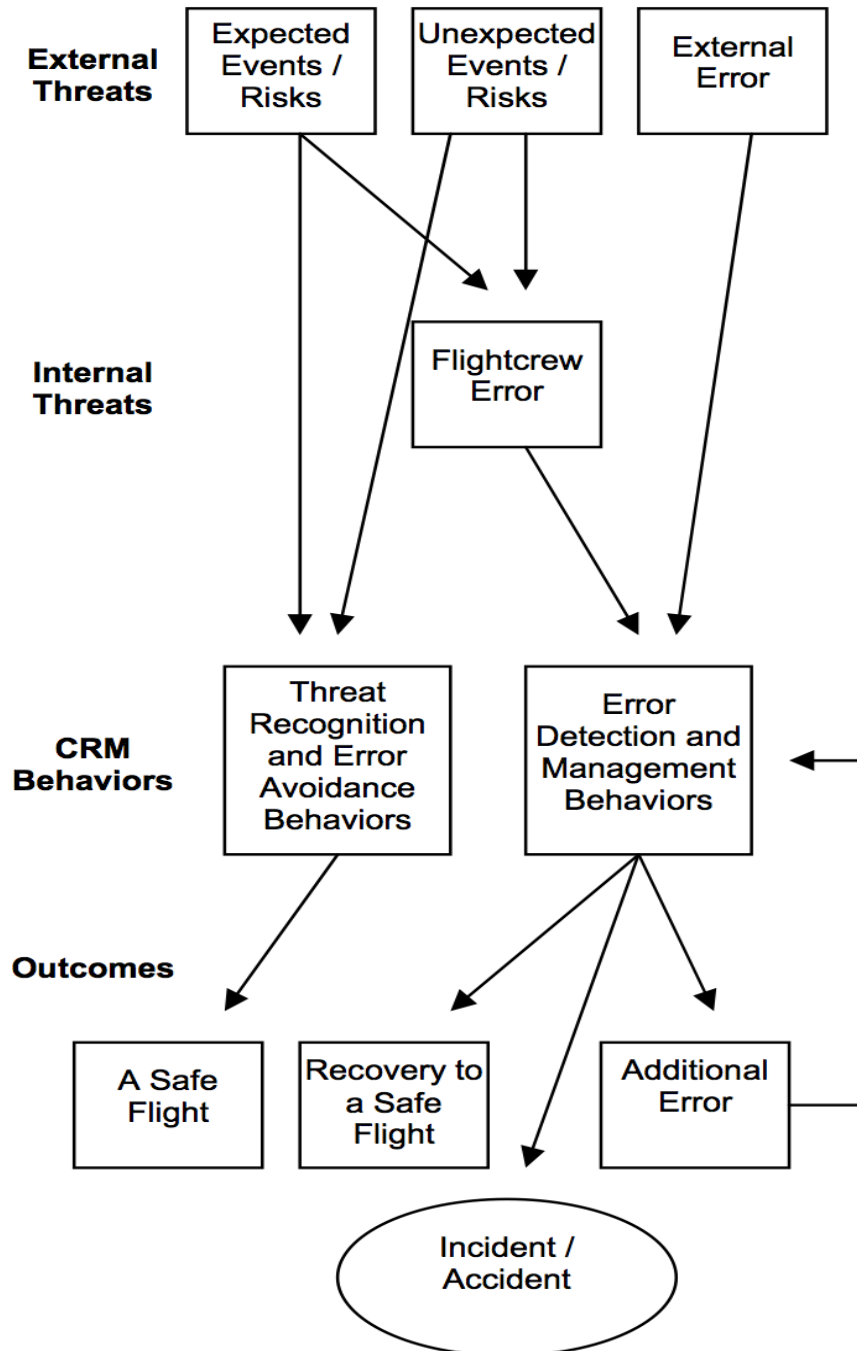 External
Threats
Expected
Events /
Risks
Unexpected
Events /
Risks
External
Error
Internal
Threats
Flightcrew
Error
CRM
Behaviors
Threat
Recognition
and Error
Avoidance
Behaviors
Error
Detection and
Management
Behaviors
Outcomes
A Safe
Flight
Recovery to
a Safe
Flight
Additional
Error
Incident /
Accident